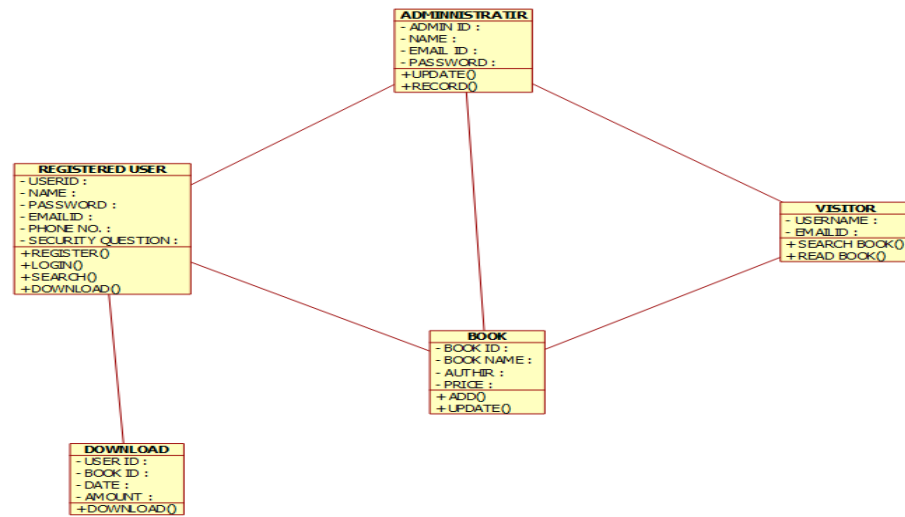 ADMINNISTRATIR
- ADMIN ID :
- NAME :
- EMAIL ID :
- PASSWORD :
+UPDATE()
+RECORD()
REGISTERED USER
- USERID :
- NAME :
- PASSWORD :
- EMAILID :
- PHONE NO. :
- SECURITY QUESTION :
+REGISTER()
+LOGIN()
+SEARCH()
+DOWNLOAD()
VISITOR
- USERNAME :
- EMAILID :
+ SEARCH BOOK()
+ READ BOOK()
BOOK
- BOOK ID :
- BOOK NAME :
- AUTHIR :
- PRICE :
+ ADD()
+ UPDATE()
DOWNLOAD
- USER ID :
- BOOK ID :
- DATE :
- AMOUNT :
+DOWNLOAD()